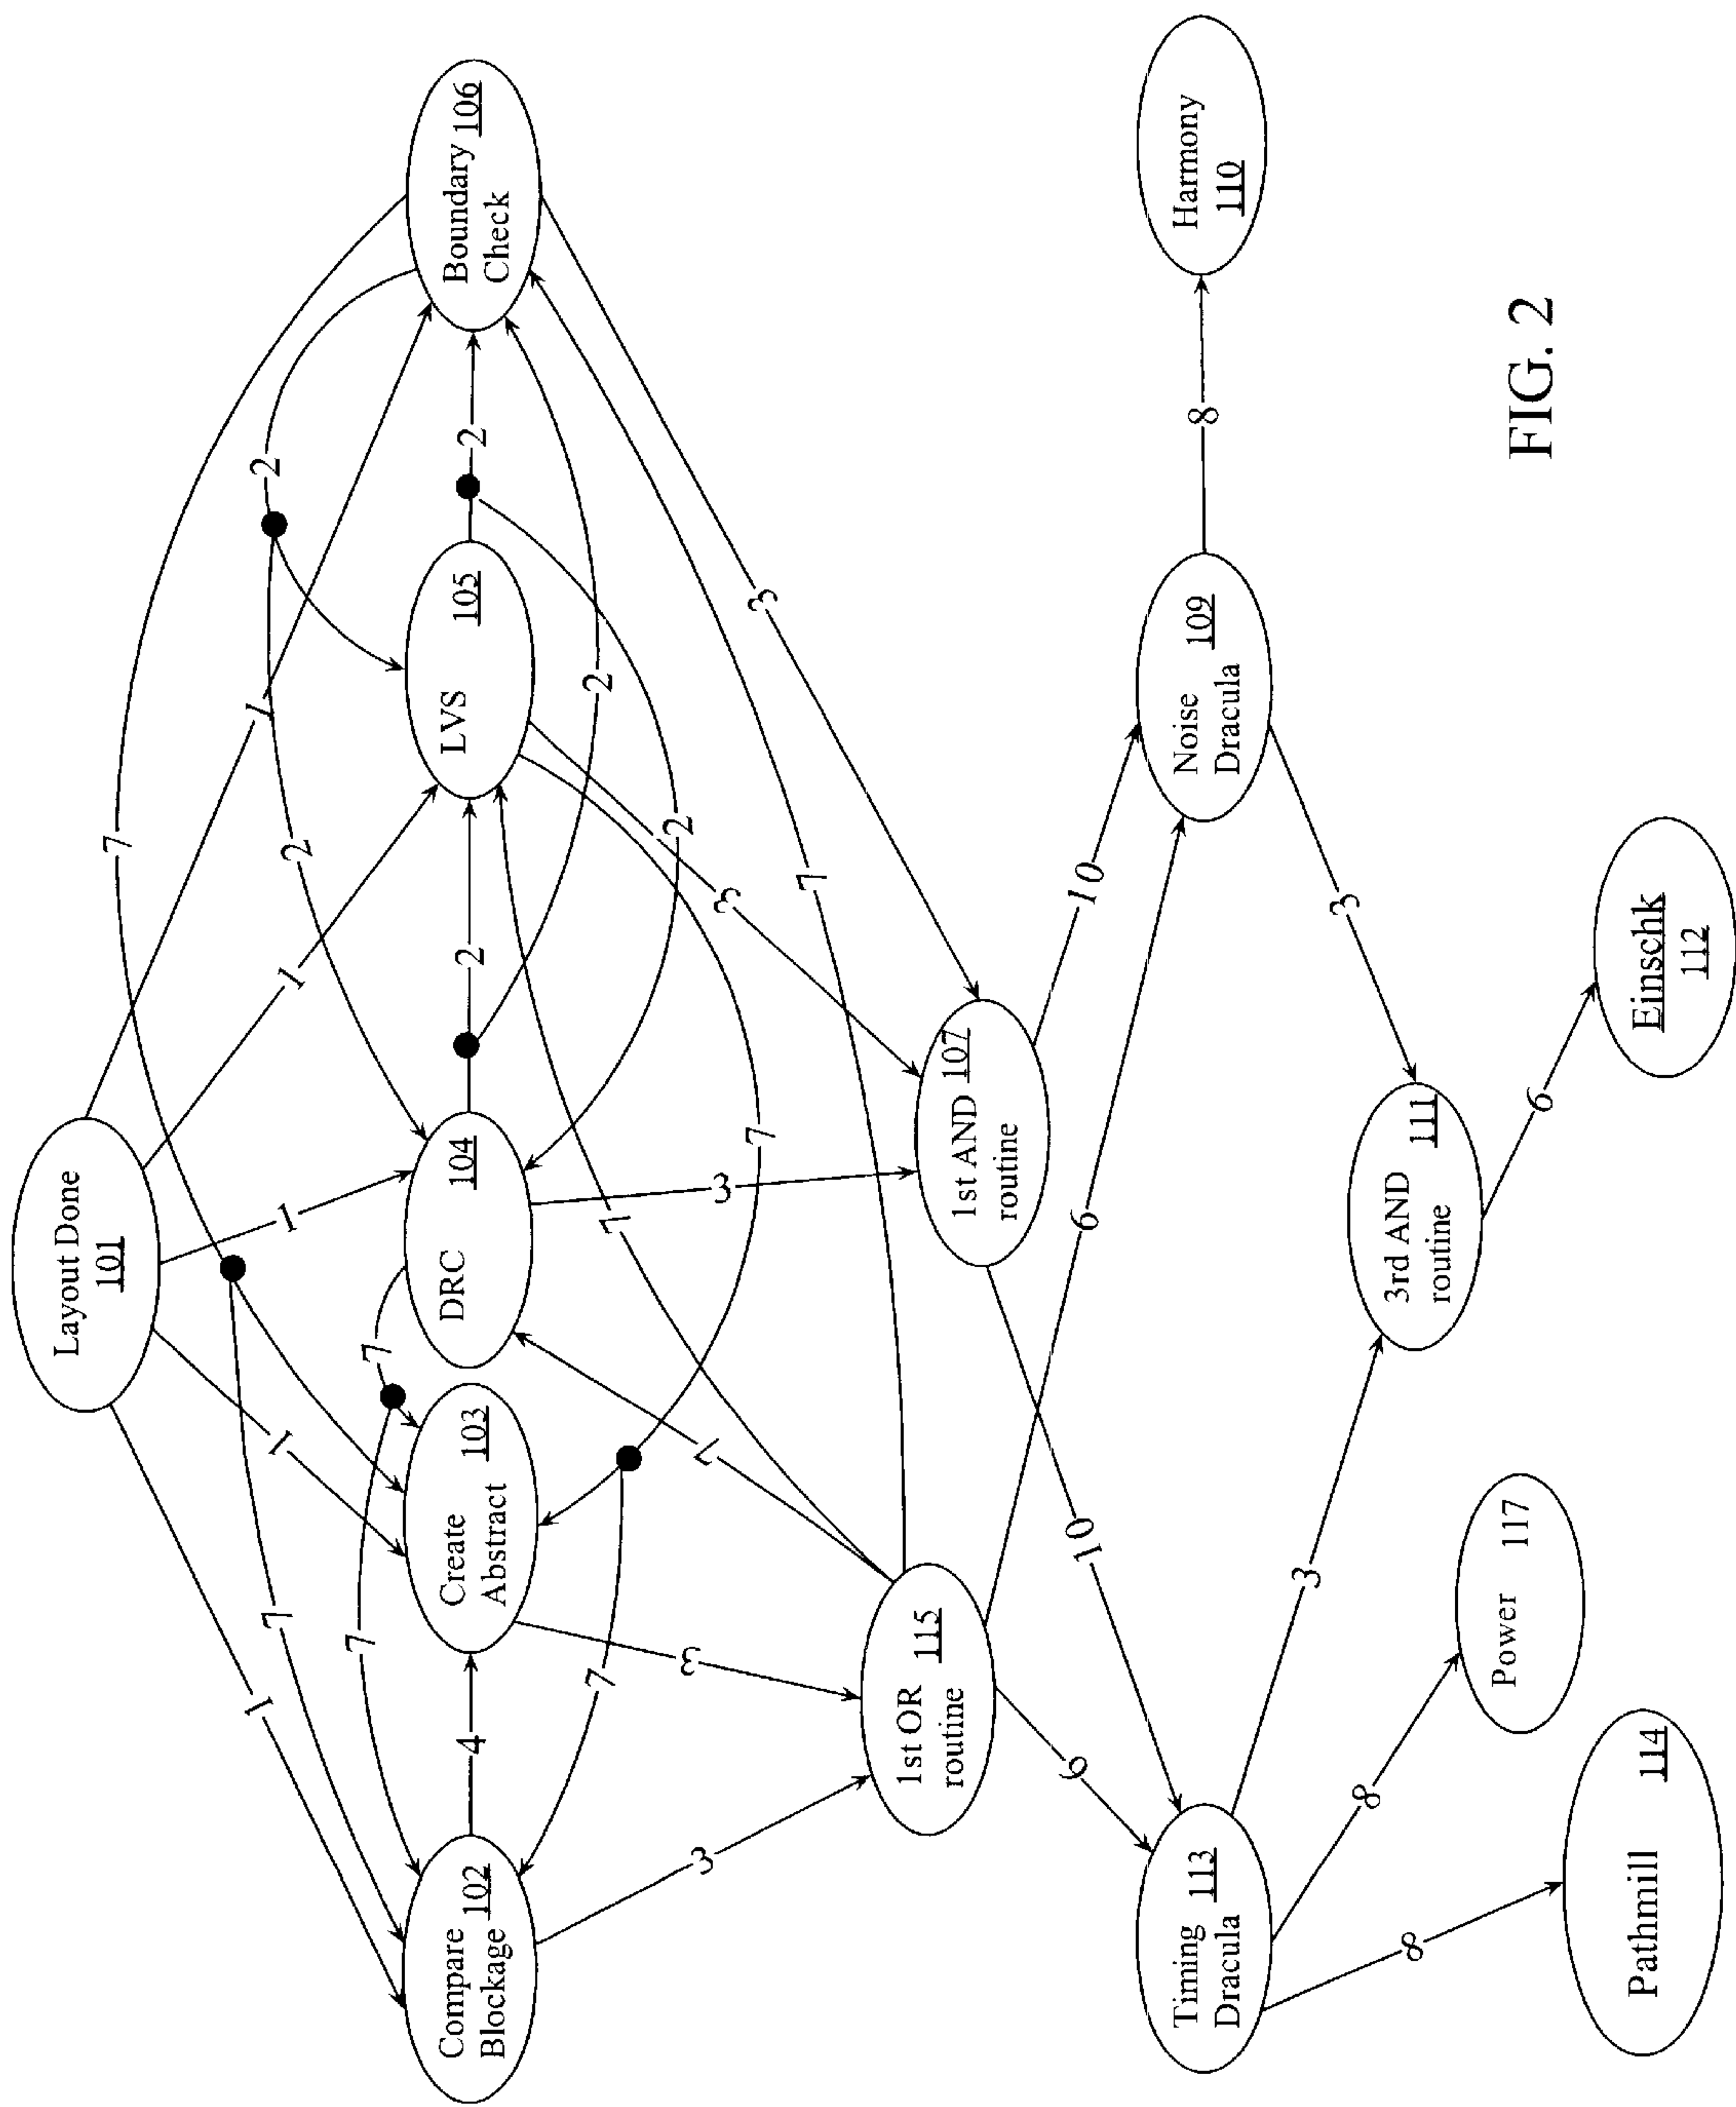 Layout Done
101
1
1
1
1
1
7
2
2
7
7
7
Compare
Blockage 102
4
Create
Abstract
103
DRC
104
2
LVS
105
2
Boundary 106
Check
2
2
7
3
3
7
7
3
7
3
3
7
1st OR
routine
115
1st AND 107
routine
6
6
10
10
Timing
Dracula
113
Noise
Dracula
109
8
Harmony
110
8
8
3
3
Pathmill
114
Power 117
3rd AND
routine
111
6
Einschk
112
FIG. 2